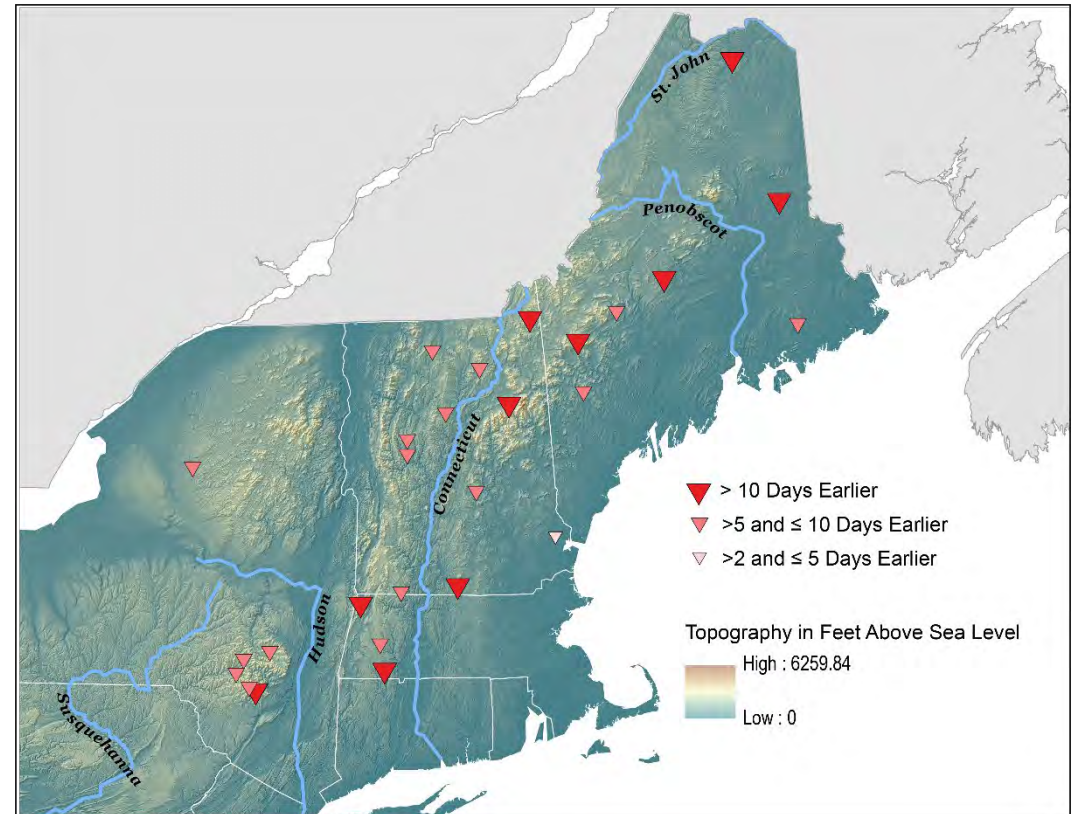 St. John
Penobscot
Connecticut
> 10 Days Earlier
>5 and ≤ 10 Days Earlier
>2 and ≤ 5 Days Earlier
Hudson
Topography in Feet Above Sea Level
High : 6259.84
Low : 0
Susquehanna